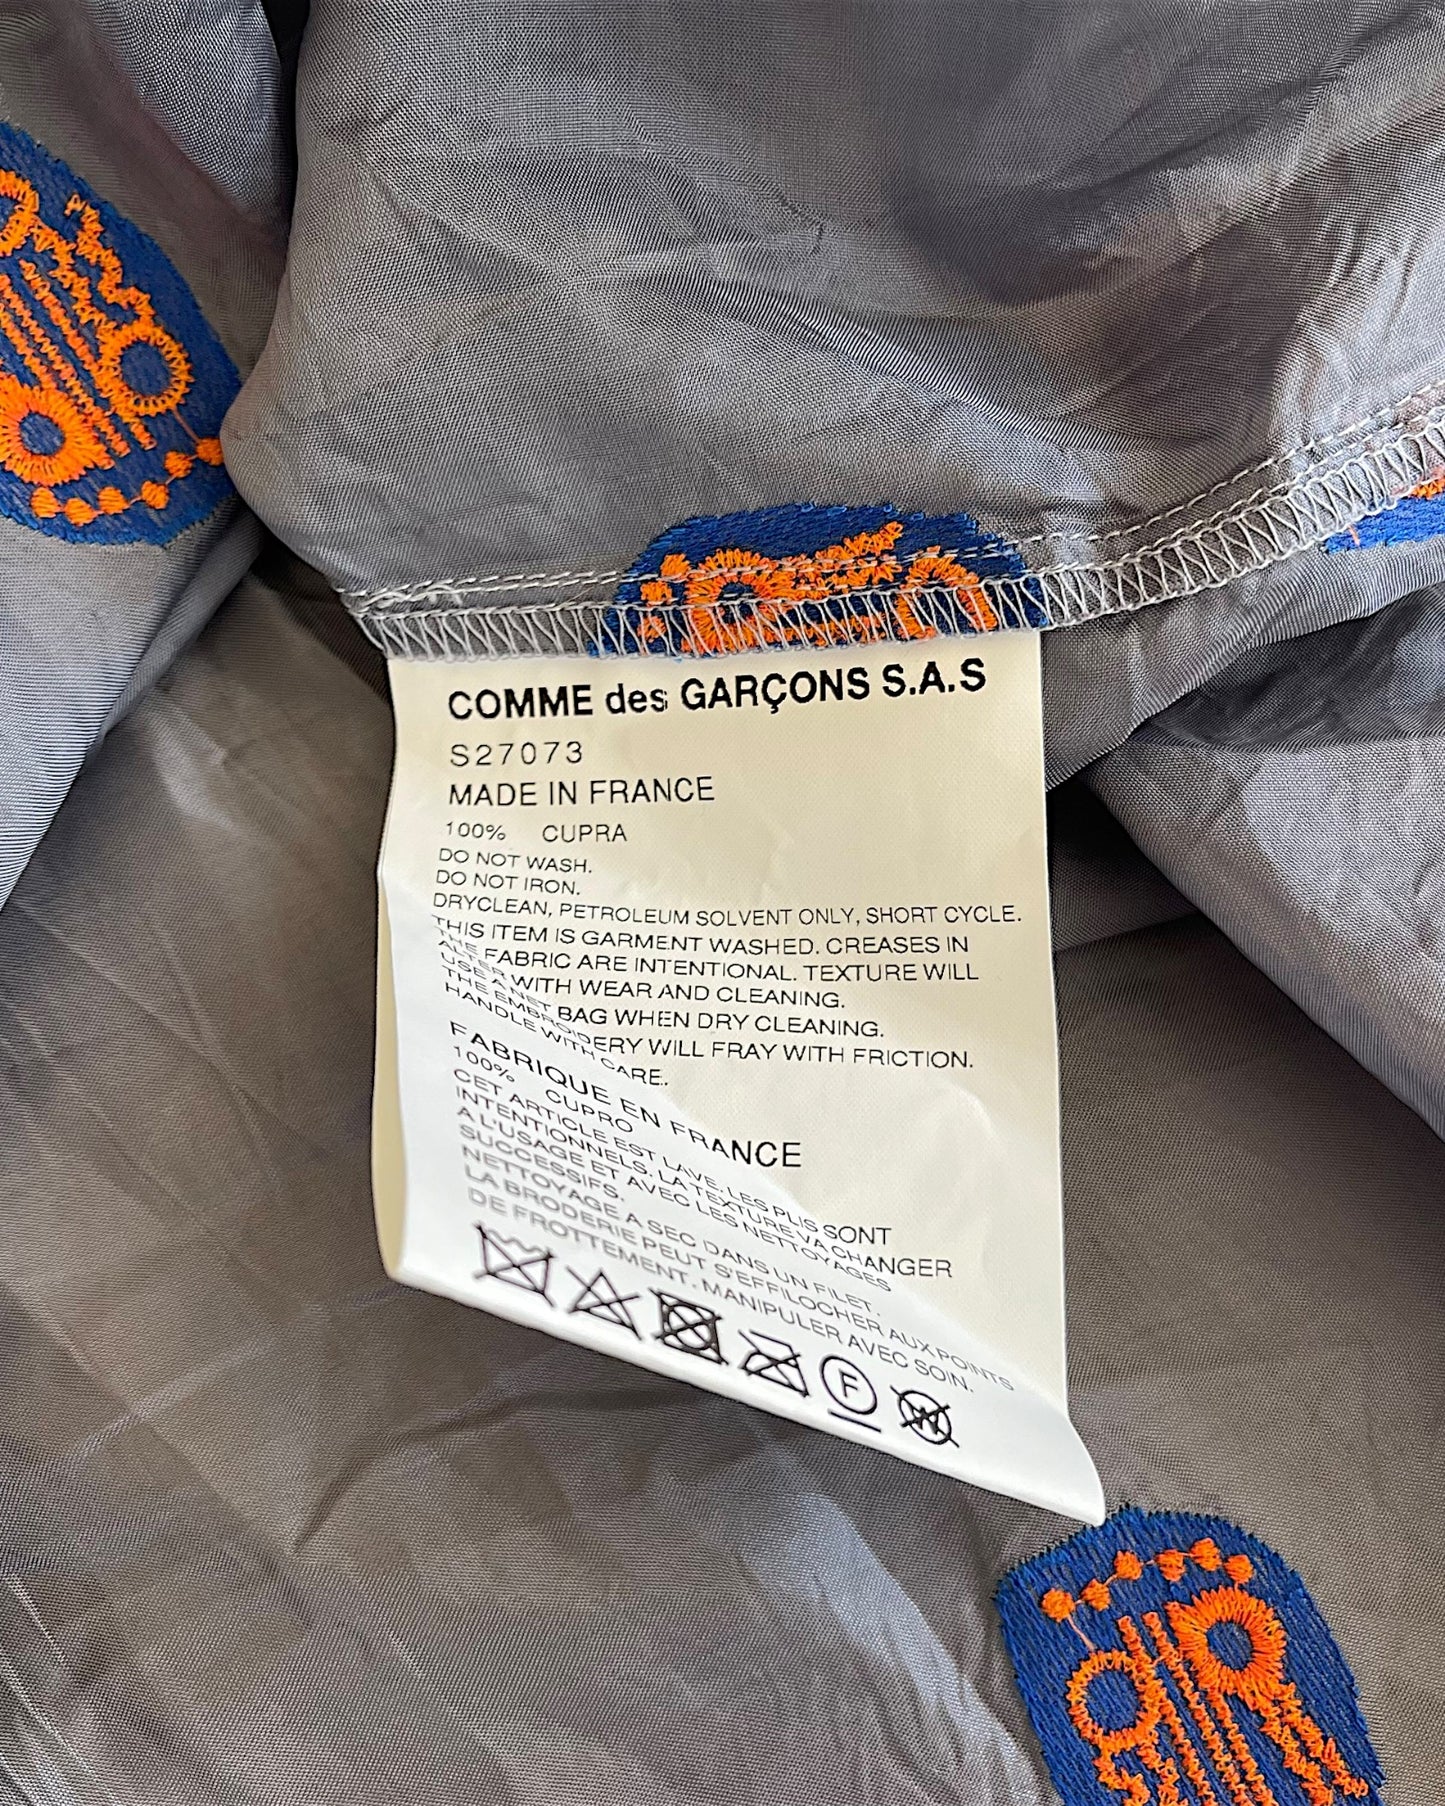 COMME des GARÇONS S.A.S
S27073
MADE IN FRANCE
100% CUPRA
DO NOT WASH.
DO NOT IRON.
DRYCLEAN, PETROLEUM SOLVENT ONLY, SHORT CYCLE.
THIS ITEM IS GARMENT WASHED. CREASES IN
THE FABRIC ARE INTENTIONAL. TEXTURE WILL
ALTER WITH WEAR AND CLEANING.
USE A NET BAG WHEN DRY CLEANING.
THE EMBROIDERY WILL FRAY WITH FRICTION.
HANDLE WITH CARE.
FABRIQUE EN FRANCE
100% CUPRO
CET ARTICLE EST LAVE. LES PLIS SONT
INTENTIONNELS. LA TEXTURE VA CHANGER
A L'USAGE ET AVEC LES NETTOYAGES
SUCCESSIFS.
NETTOYAGE A SEC DANS UN FILET.
LA BRODERIE PEUT S'EFFILOCHER AUX POINTS
DE FROTTEMENT. MANIPULER AVEC SOIN.
F W